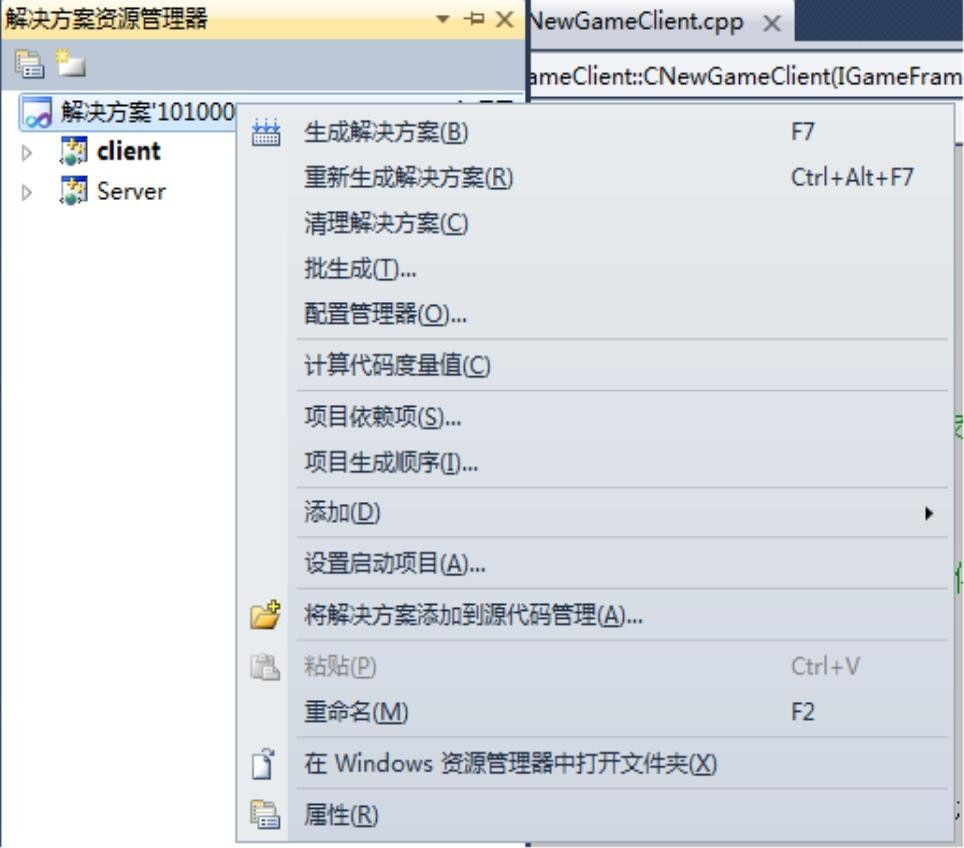 解决方案资源管理器
NewGameClient.cpp
ameClient::CNewGameClient(IGameFram
解决方案'101000
client
Server
生成解决方案(B) F7
重新生成解决方案(R) Ctrl+Alt+F7
清理解决方案(C)
批生成(T)...
配置管理器(O)...
计算代码度量值(C)
项目依赖项(S)...
项目生成顺序(I)...
添加(D)
设置启动项目(A)...
将解决方案添加到源代码管理(A)...
粘贴(P) Ctrl+V
重命名(M) F2
在 Windows 资源管理器中打开文件夹(X)
属性(R)